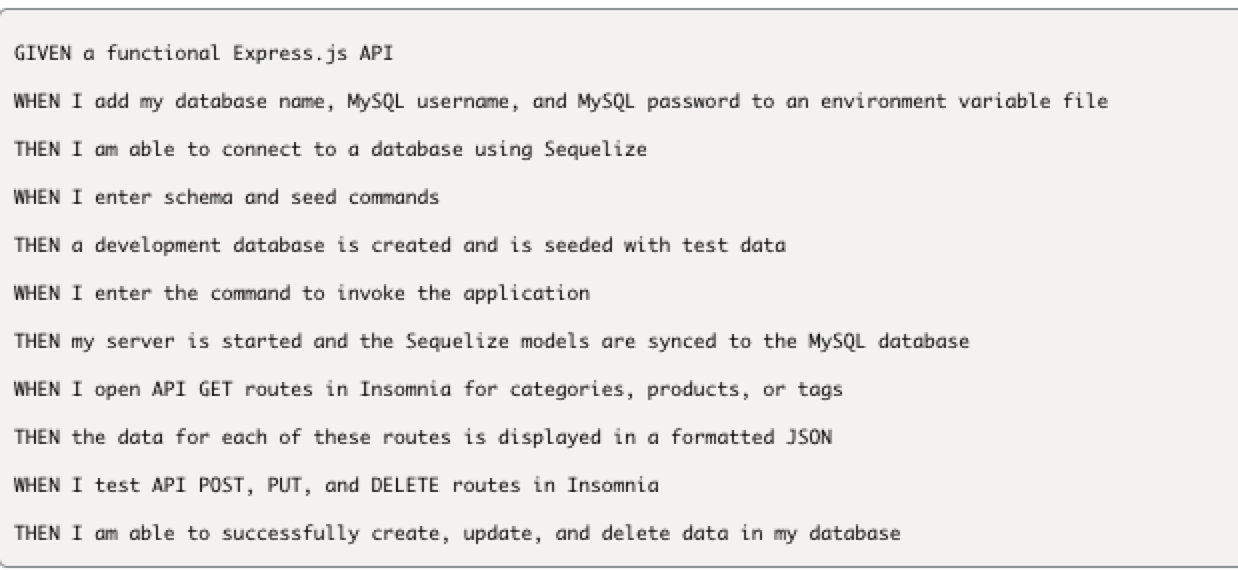 GIVEN a functional Express.js API
WHEN I add my database name, MySQL username, and MySQL password to an environment variable file
THEN I am able to connect to a database using Sequelize
WHEN I enter schema and seed commands
THEN a development database is created and is seeded with test data
WHEN I enter the command to invoke the application
THEN my server is started and the Sequelize models are synced to the MySQL database
WHEN I open API GET routes in Insomnia for categories, products, or tags
THEN the data for each of these routes is displayed in a formatted JSON
WHEN I test API POST, PUT, and DELETE routes in Insomnia
THEN I am able to successfully create, update, and delete data in my database